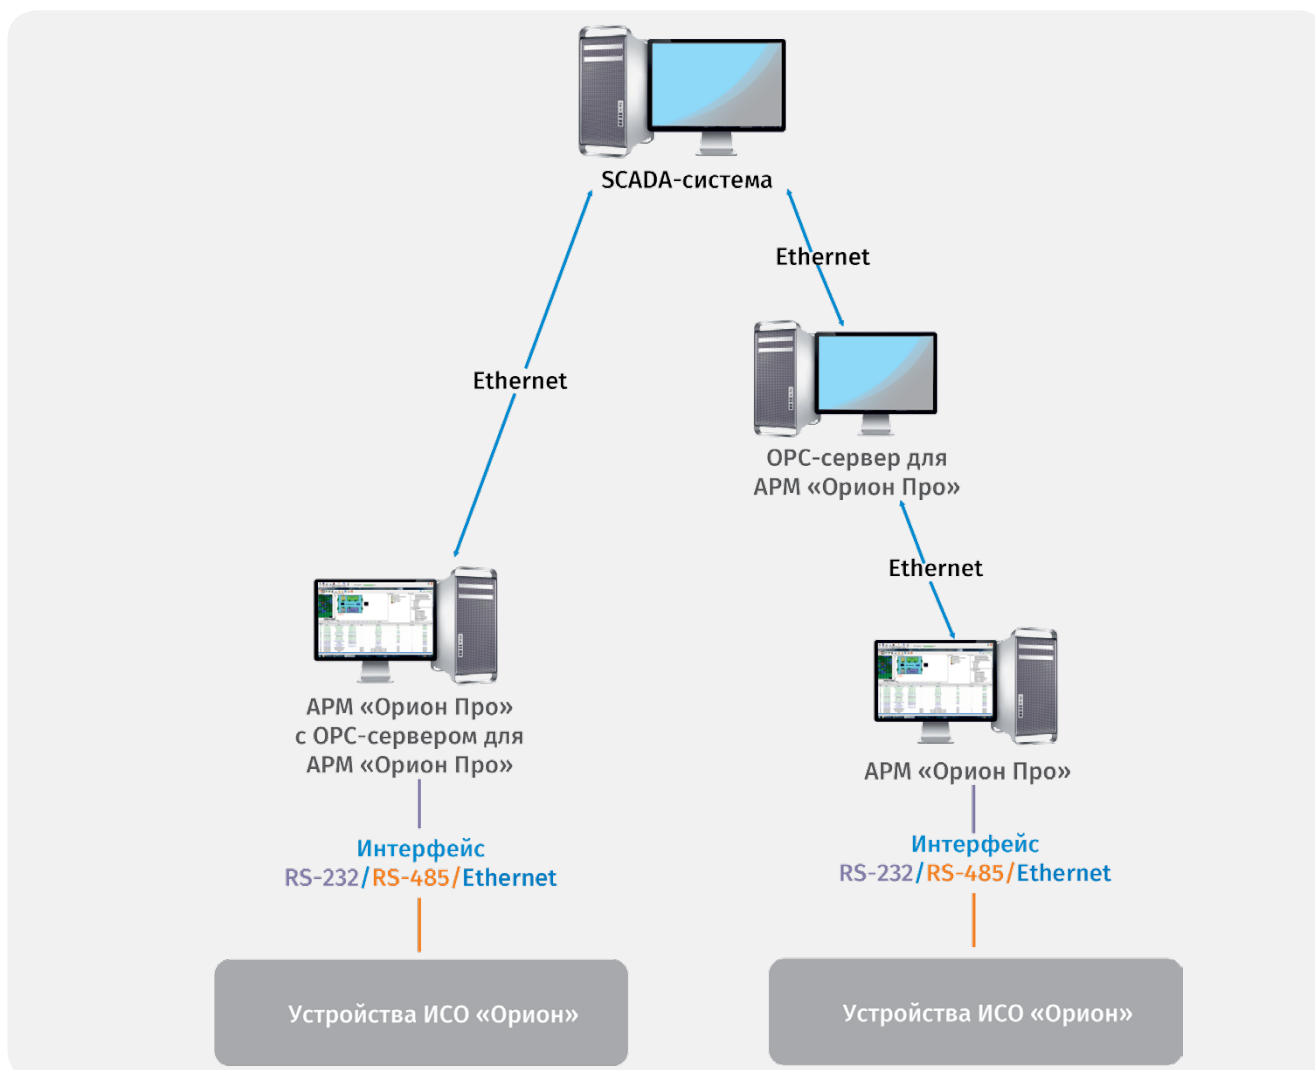 SCADA-система
Ethernet
Ethernet
ОРС-сервер для
АРМ «Орион Про»
Ethernet
АРМ «Орион Про»
с ОРС-сервером для
АРМ «Орион Про»
АРМ «Орион Про»
Интерфейс
RS-232/RS-485/Ethernet
Интерфейс
RS-232/RS-485/Ethernet
Устройства ИСО «Орион»
Устройства ИСО «Орион»